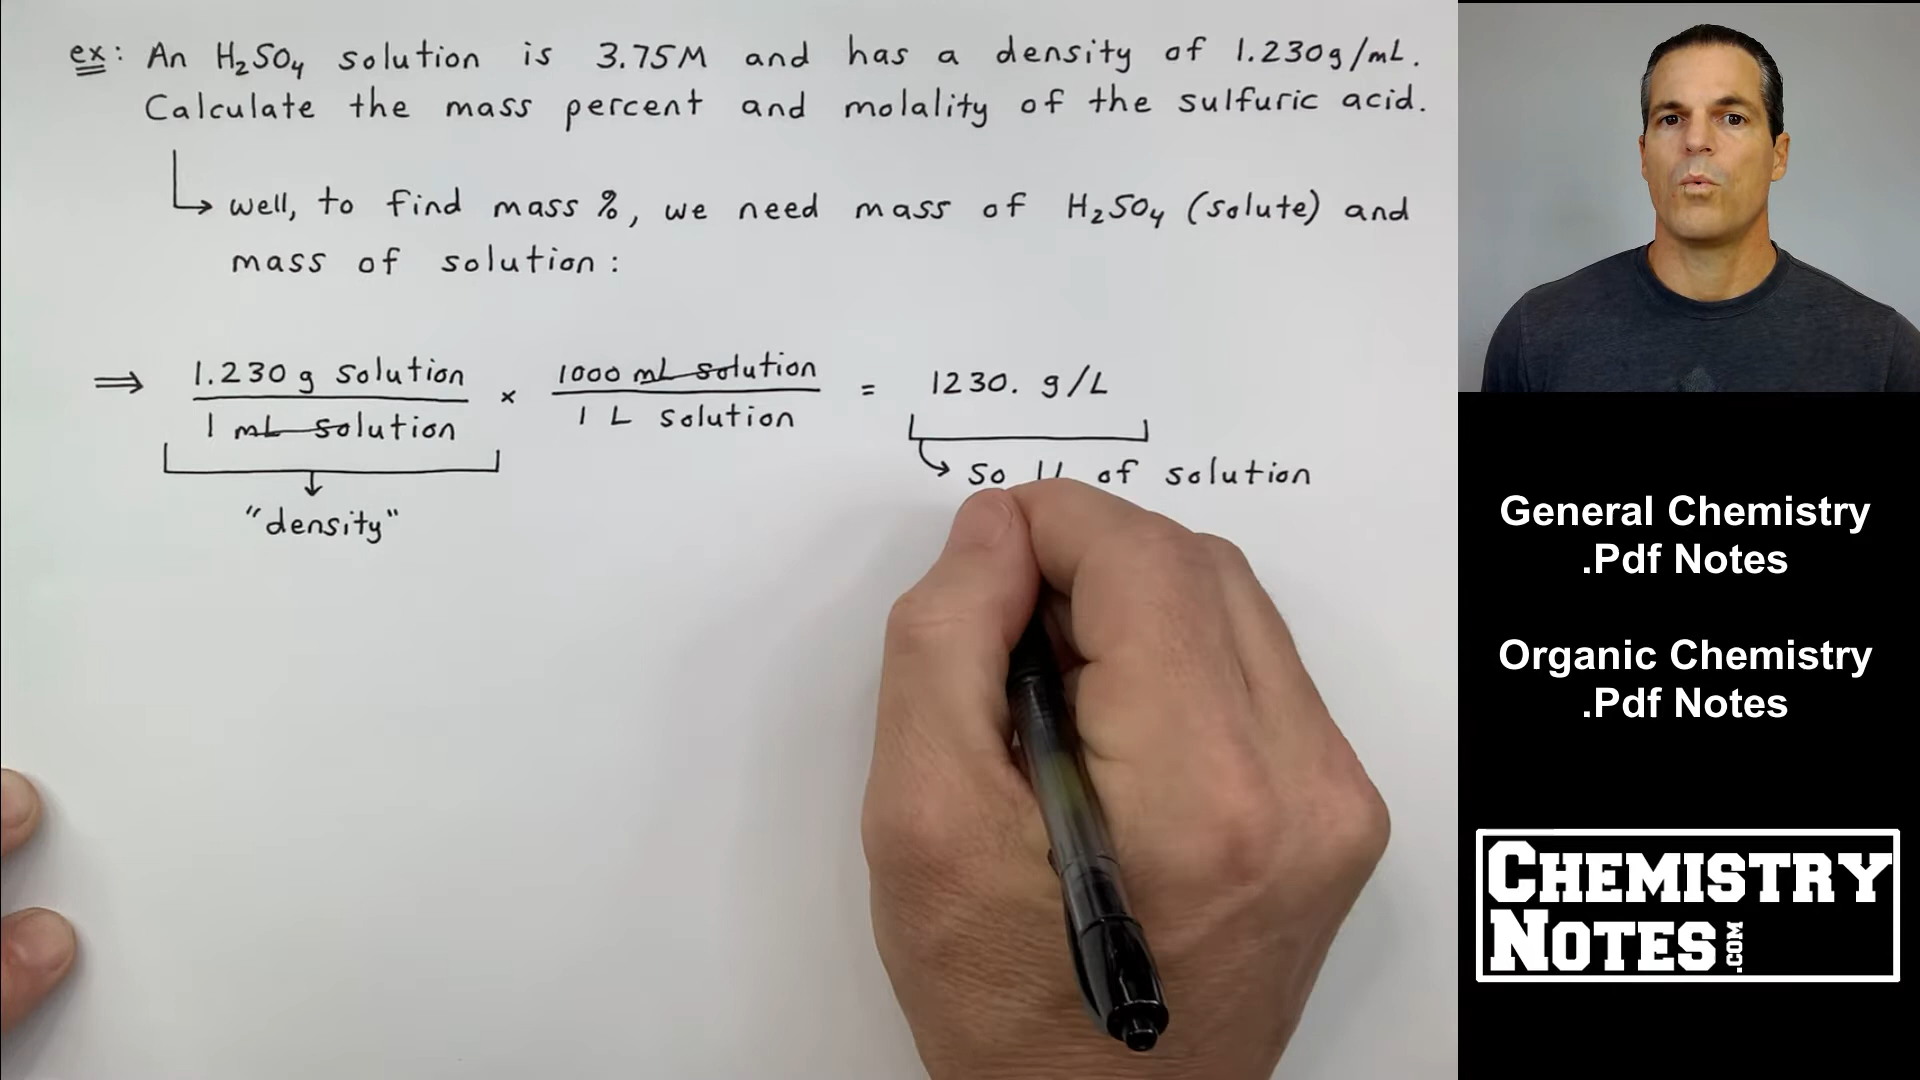 ex: An H₂SO₄ solution is 3.75M and has a density of 1.230g/mL.
Calculate the mass percent and molality of the sulfuric acid.
↳ well, to find mass %, we need mass of H₂SO₄ (solute) and
mass of solution:
⇒ 1.230 g solution / 1 mL solution × 1000 mL solution / 1 L solution = 1230. g/L
↳ So 1L of solution
↓
"density"
General Chemistry
.Pdf Notes
Organic Chemistry
.Pdf Notes
CHEMISTRY
NOTES.COM